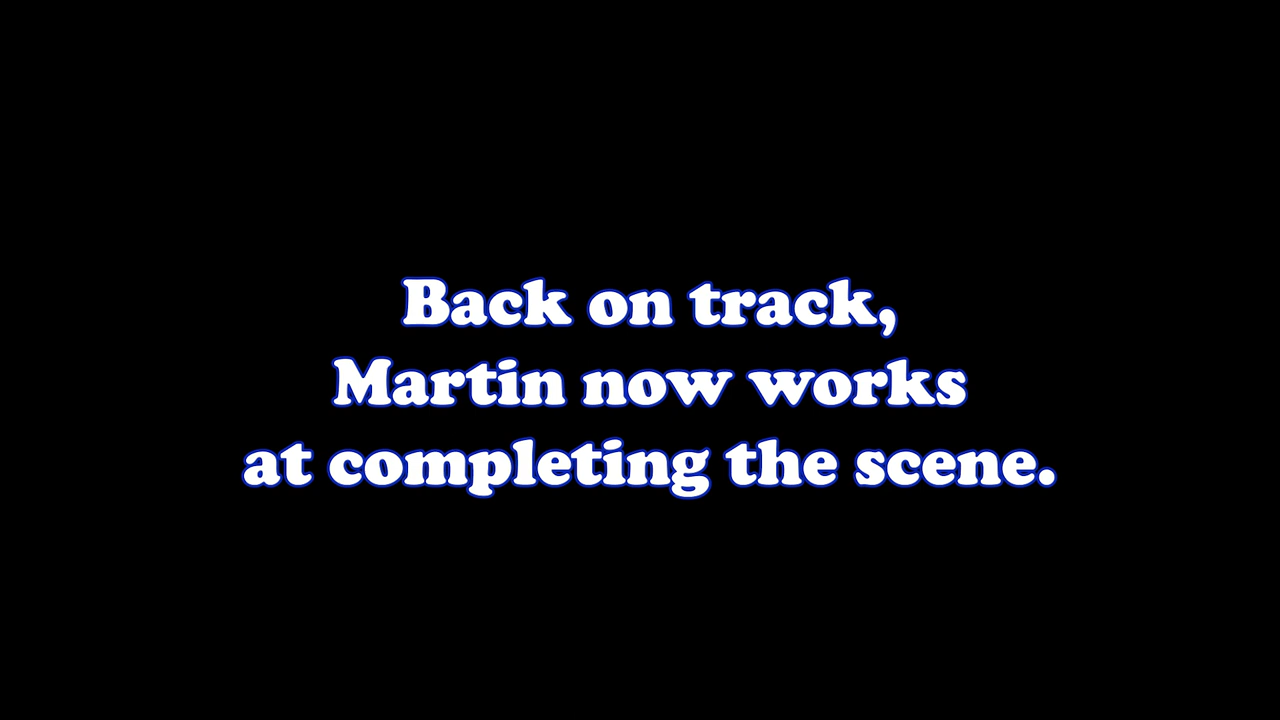 Back on track,
Martin now works
at completing the scene.